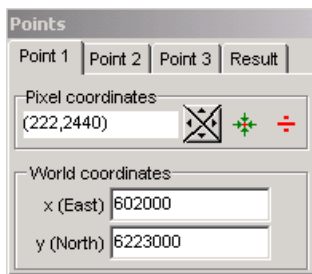 Points
Point 1 Point 2 Point 3 Result
Pixel coordinates
(222,2440)
World coordinates
x (East) 602000
y (North) 6223000